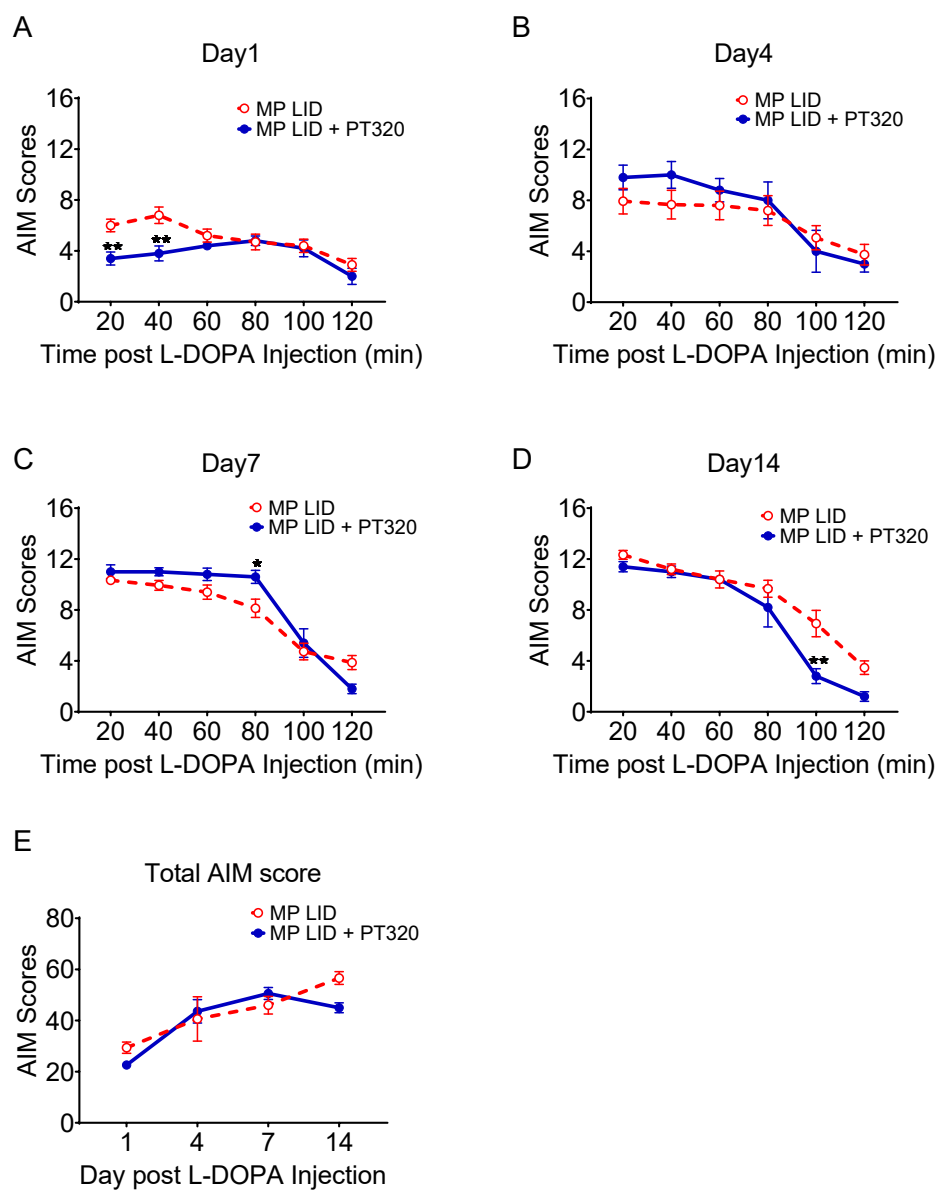 A
Day1
16
12
8
4
0
AIM Scores
MP LID
MP LID + PT320
**
**
20 40 60 80 100 120
Time post L-DOPA Injection (min)
B
Day4
16
12
8
4
0
AIM Scores
MP LID
MP LID + PT320
20 40 60 80 100 120
Time post L-DOPA Injection (min)
C
Day7
16
12
8
4
0
AIM Scores
MP LID
MP LID + PT320
*
20 40 60 80 100 120
Time post L-DOPA Injection (min)
D
Day14
16
12
8
4
0
AIM Scores
MP LID
MP LID + PT320
**
20 40 60 80 100 120
Time post L-DOPA Injection (min)
E
Total AIM score
80
60
40
20
0
AIM Scores
MP LID
MP LID + PT320
1 4 7 14
Day post L-DOPA Injection